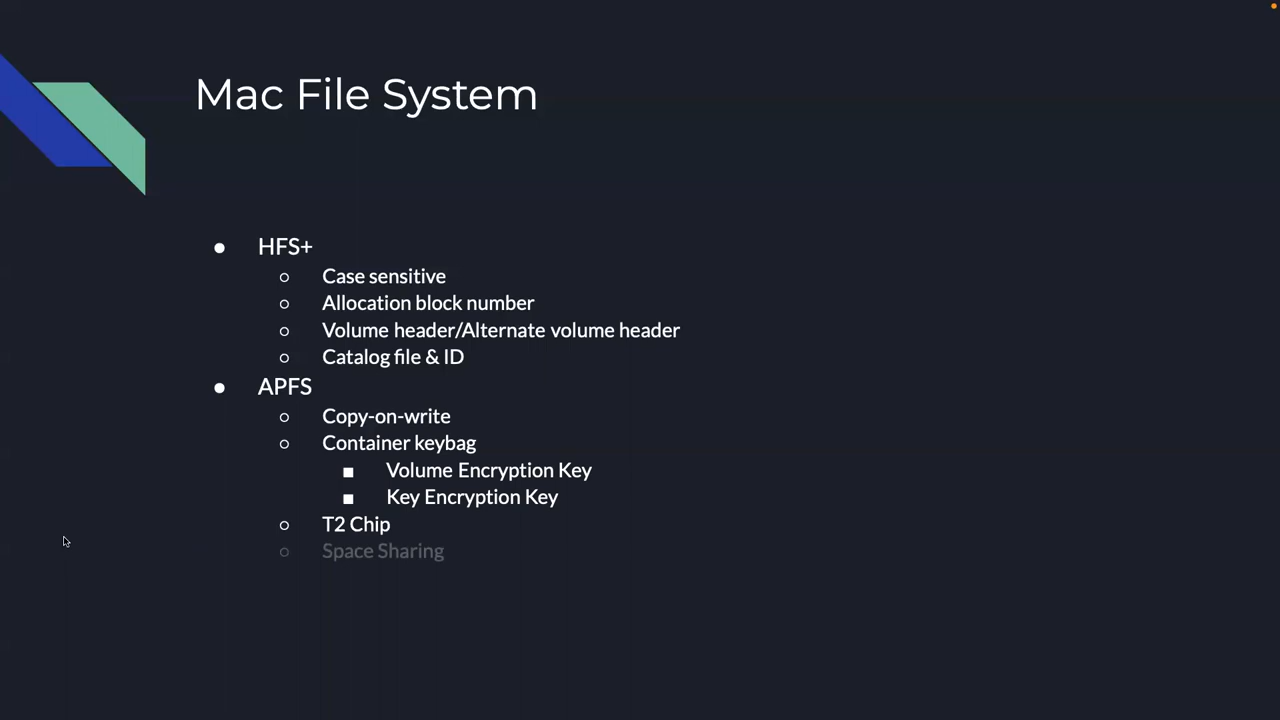 Mac File System
● HFS+
○ Case sensitive
○ Allocation block number
○ Volume header/Alternate volume header
○ Catalog file & ID
● APFS
○ Copy-on-write
○ Container keybag
■ Volume Encryption Key
■ Key Encryption Key
○ T2 Chip
○ Space Sharing